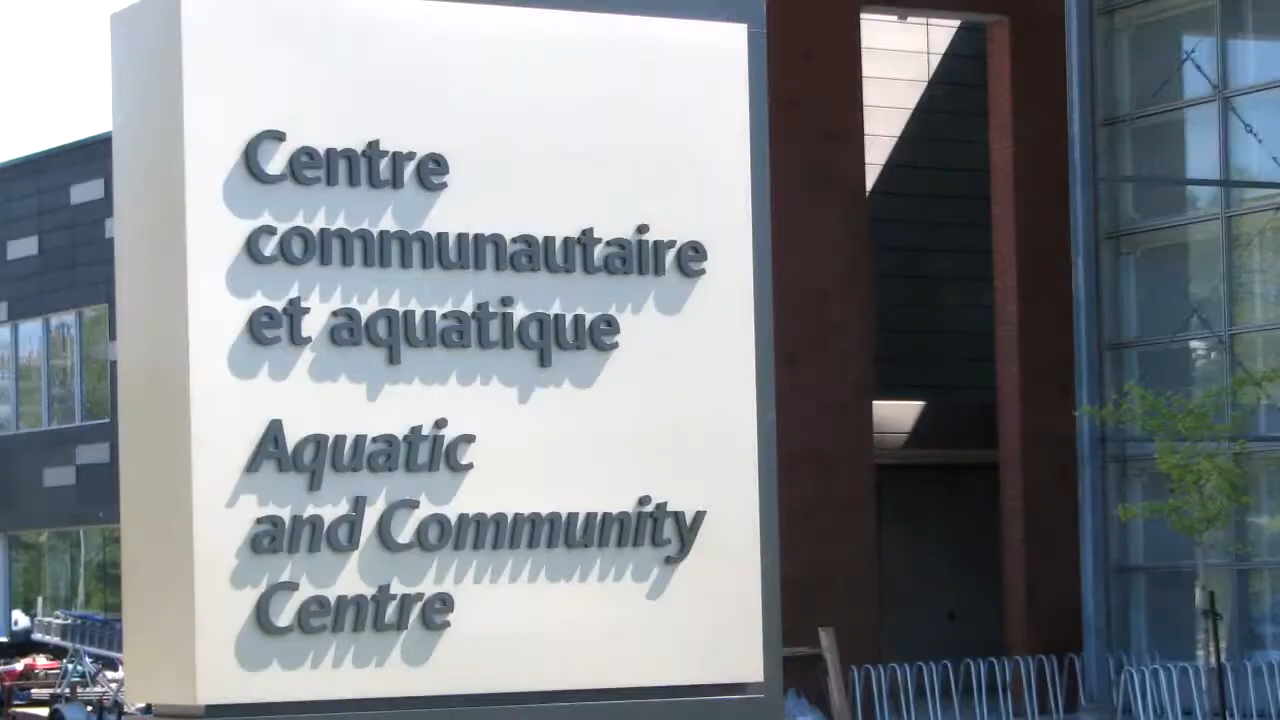 Centre
communautaire
et aquatique
Aquatic
and Community
Centre